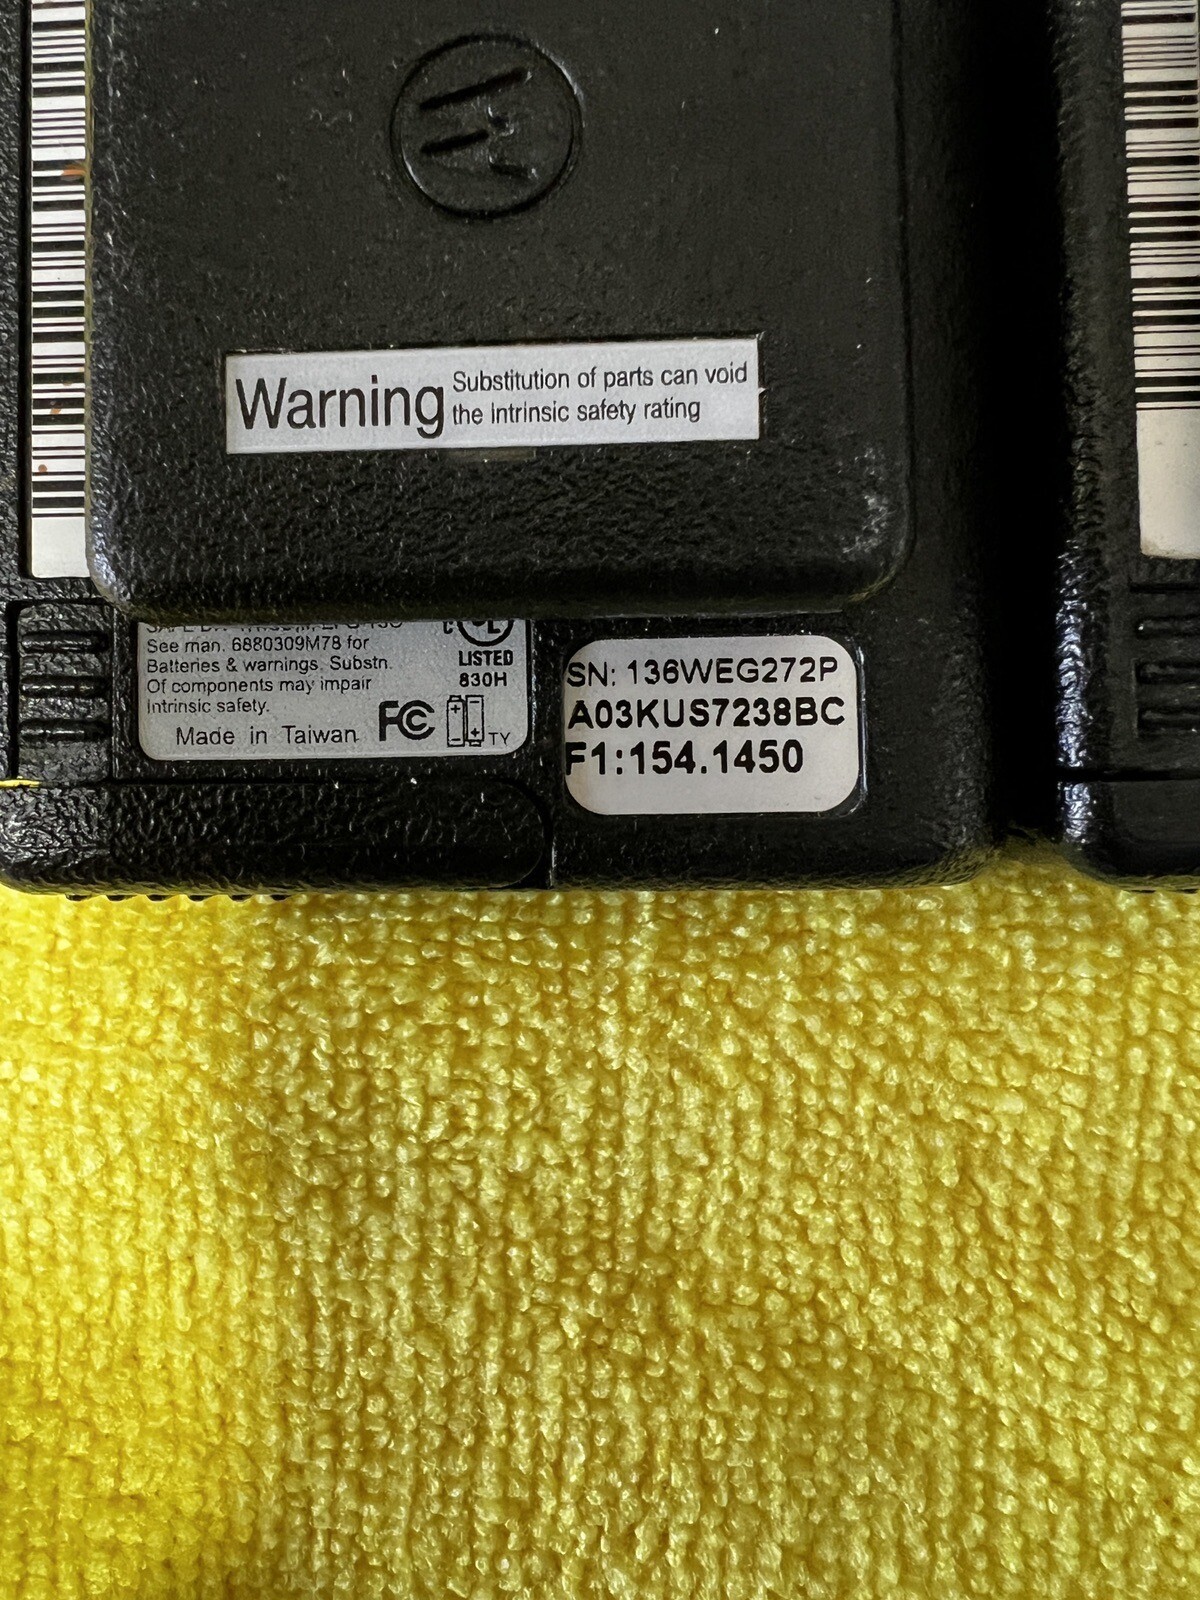 Warning
Substitution of parts can void
the intrinsic safety rating
See man. 6880309M78 for
Batteries & warnings. Substn.
Of components may impair
Intrinsic safety.
Made in Taiwan
FC
TY
LISTED
830H
SN: 136WEG272P
A03KUS7238BC
F1:154.1450